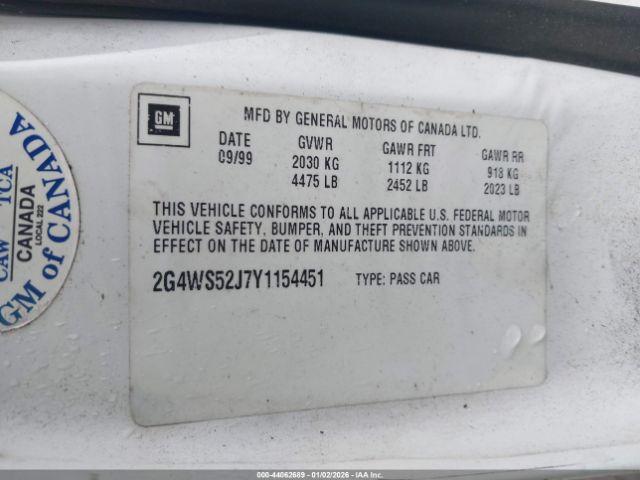 GM
MFD BY GENERAL MOTORS OF CANADA LTD.
DATE GVWR GAWR FRT GAWR RR
09/99 2030 KG 1112 KG 918 KG
4475 LB 2452 LB 2023 LB
THIS VEHICLE CONFORMS TO ALL APPLICABLE U.S. FEDERAL MOTOR
VEHICLE SAFETY, BUMPER, AND THEFT PREVENTION STANDARDS IN
EFFECT ON THE DATE OF MANUFACTURE SHOWN ABOVE.
2G4WS52J7Y1154451 TYPE: PASS CAR
CAW TCA
CANADA
LOCAL 222
GM of CANADA
000-44062689 - 01/02/2026 - © IAA Holdings, LLC